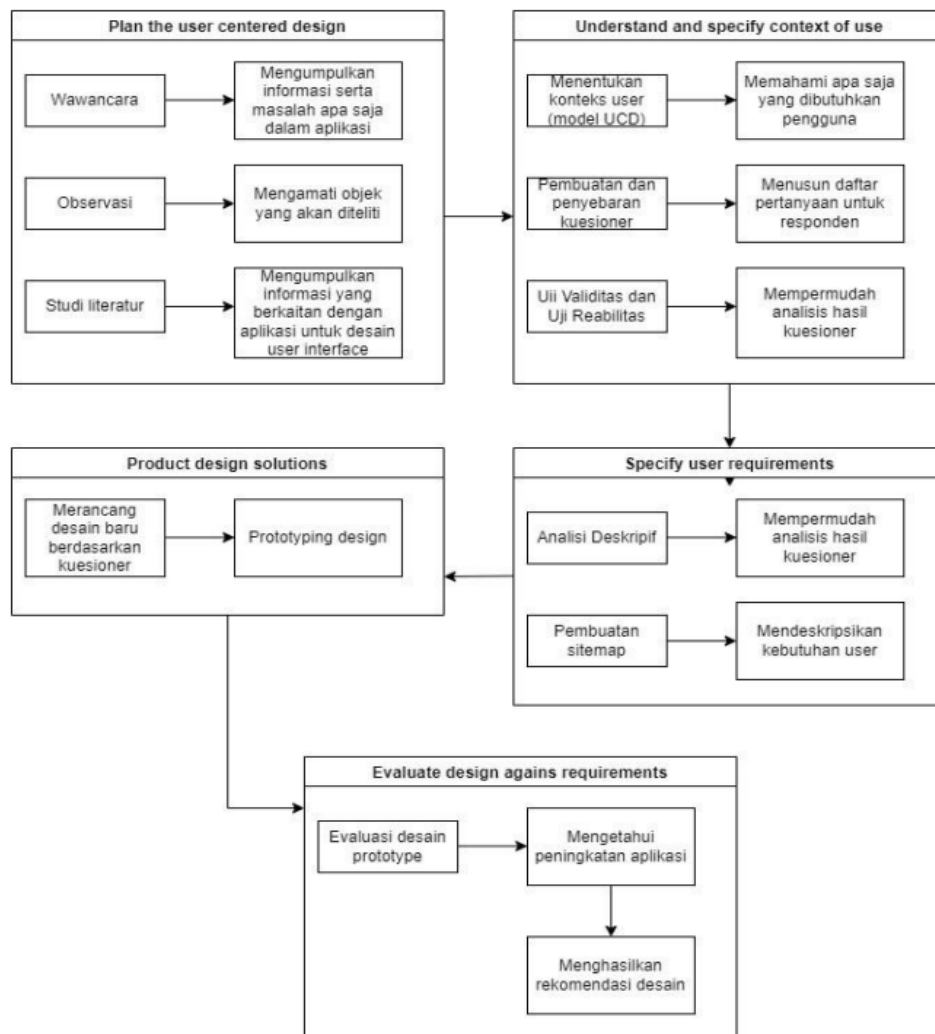 Plan the user centered design
Wawancara
Mengumpulkan
informasi serta
masalah apa saja
dalam aplikasi
Observasi
Mengamati objek
yang akan diteliti
Studi literatur
Mengumpulkan
informasi yang
berkaitan dengan
aplikasi untuk desain
user interface
Understand and specify context of use
Menentukan
konteks user
(model UCD)
Memahami apa saja
yang dibutuhkan
pengguna
Pembuatan dan
penyebaran
kuesioner
Menusun daftar
pertanyaan untuk
responden
Uii Validitas dan
Uji Reabilitas
Mempermudah
analisis hasil
kuesioner
Specify user requirements
Analisi Deskripif
Mempermudah
analisis hasil
kuesioner
Pembuatan
sitemap
Mendeskripsikan
kebutuhan user
Product design solutions
Merancang
desain baru
berdasarkan
kuesioner
Prototyping design
Evaluate design agains requirements
Evaluasi desain
prototype
Mengetahui
peningkatan aplikasi
Menghasilkan
rekomendasi desain